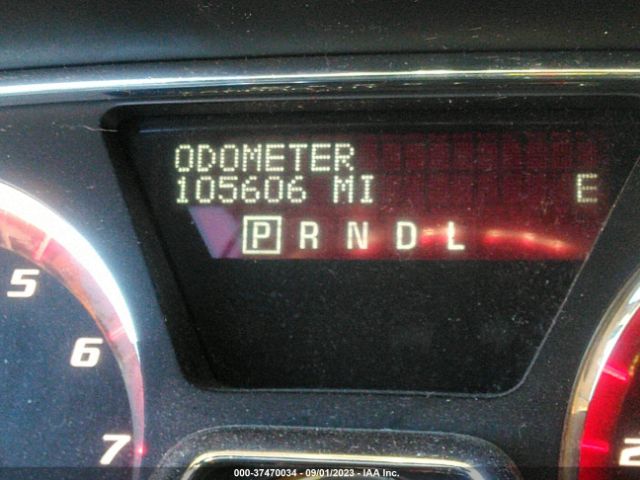 ODOMETER
105606 MI E
P R N D L
5
6
7
2
000-37470034 - 09/01/2023 - IAA Inc.